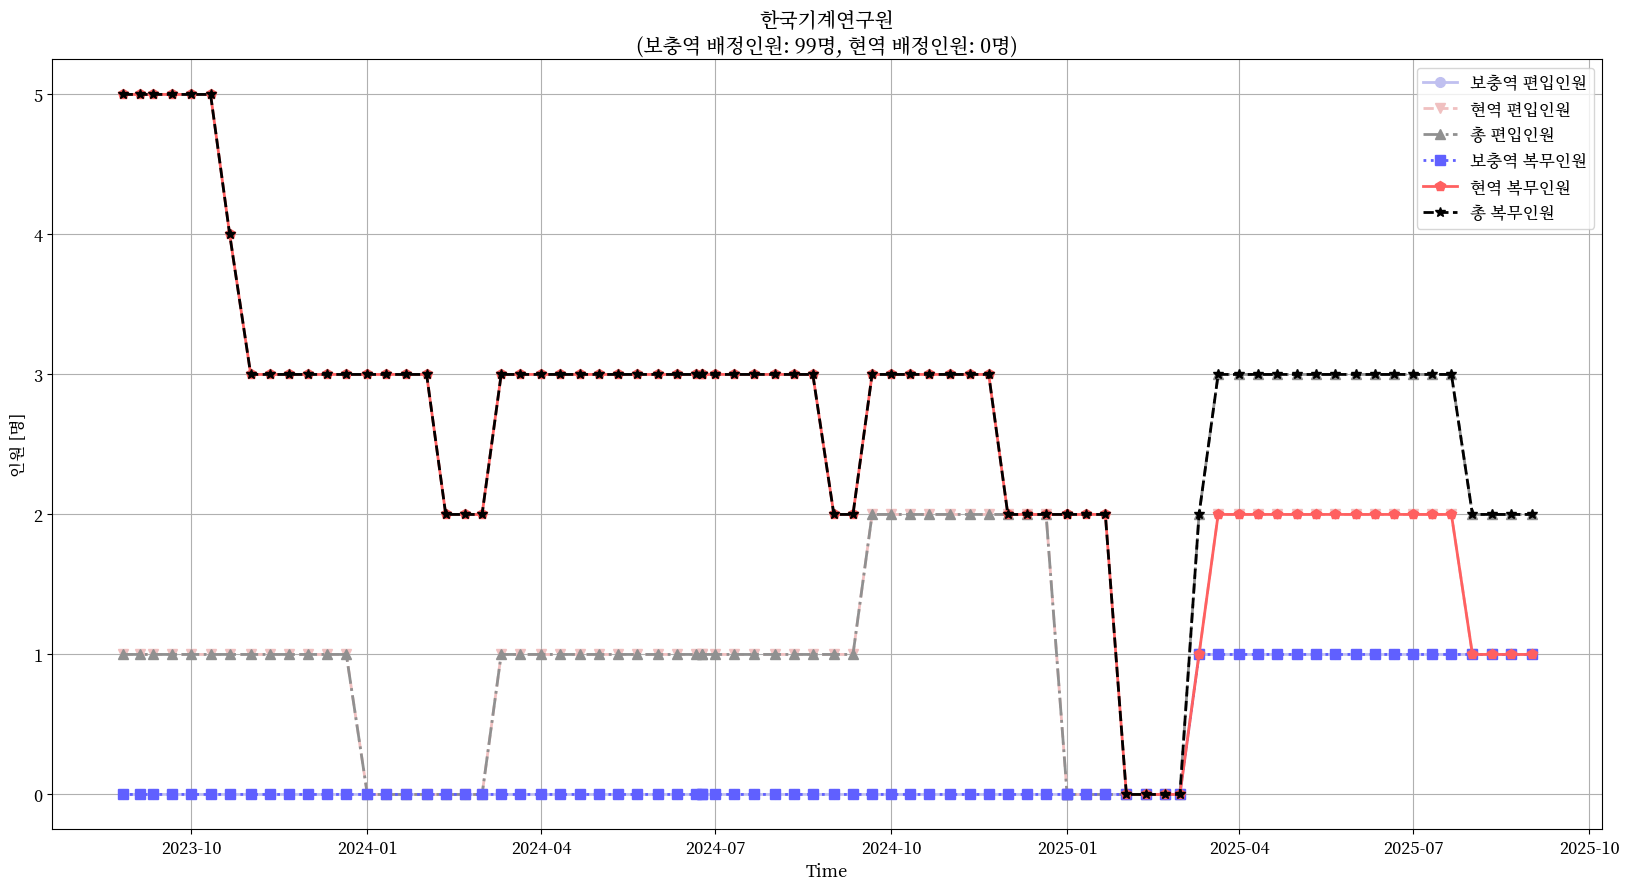 한국기계연구원
(보충역 배정인원: 99명, 현역 배정인원: 0명)
보충역 편입인원
현역 편입인원
총 편입인원
보충역 복무인원
현역 복무인원
총 복무인원
인원 [명]
5
4
3
2
1
0
2023-10
2024-01
2024-04
2024-07
2024-10
2025-01
2025-04
2025-07
2025-10
Time